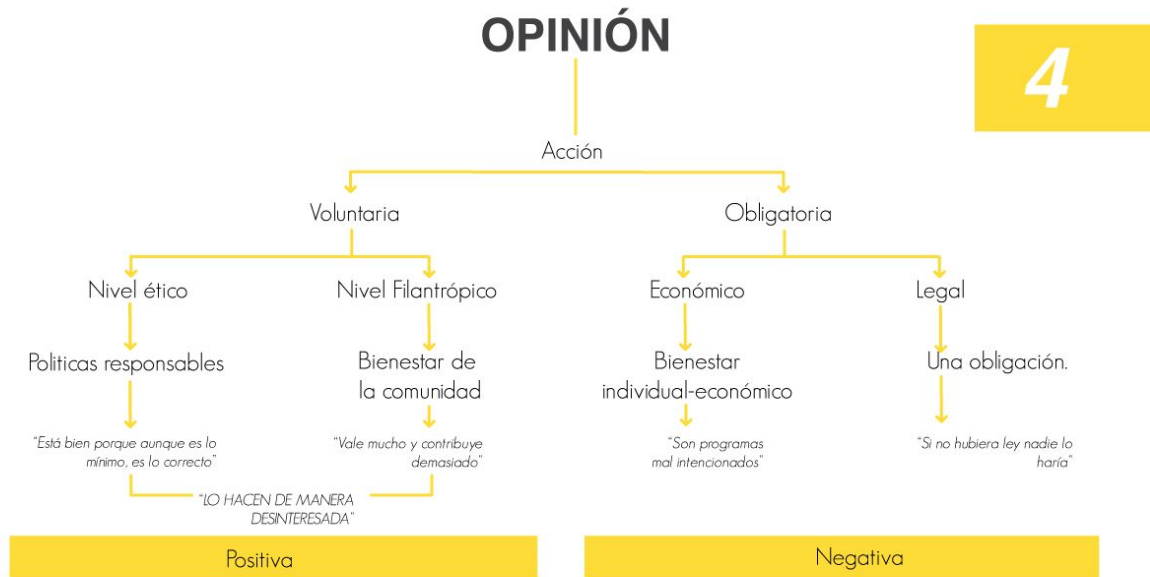 OPINIÓN
4
Acción
Voluntaria
Obligatoria
Nivel ético
Nivel Filantrópico
Económico
Legal
Politicas responsables
Bienestar de
la comunidad
Bienestar
individual-económico
Una obligación.
"Está bien porque aunque es lo
mínimo, es lo correcto"
"Vale mucho y contribuye
demasiado"
"Son programas
mal intencionados"
"Si no hubiera ley nadie lo
haría"
"LO HACEN DE MANERA
DESINTERESADA"
Positiva
Negativa